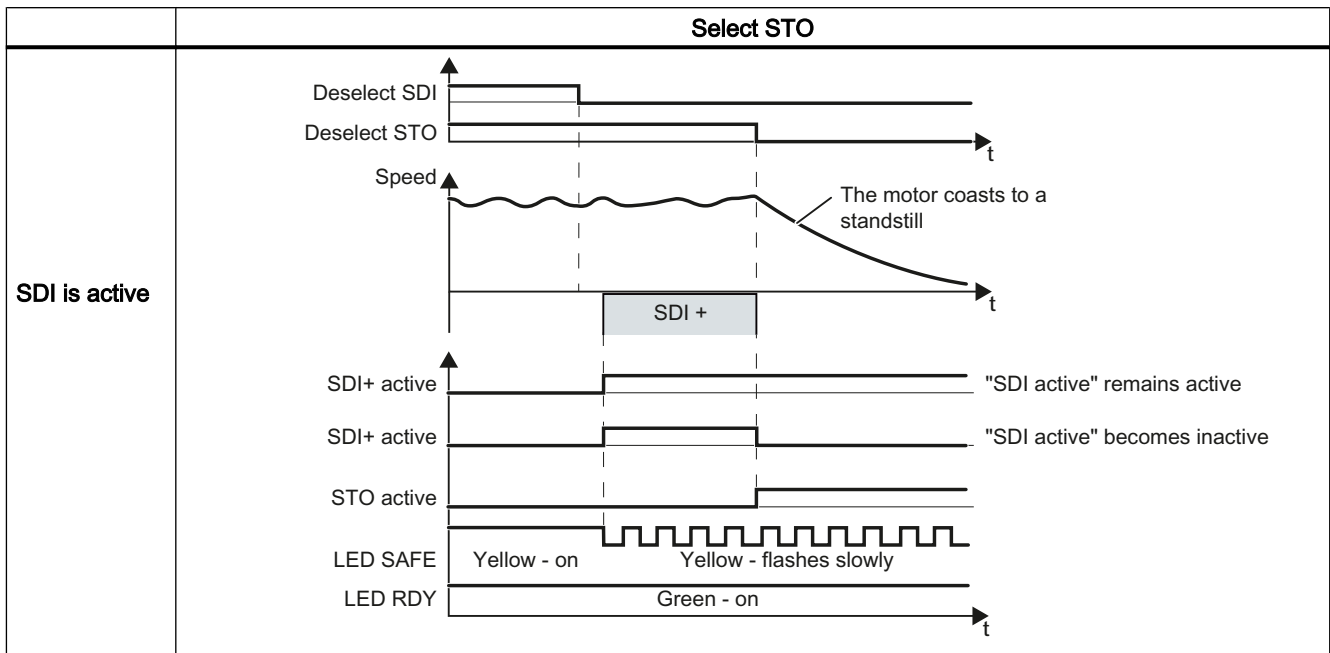 Select STO
SDI is active
Deselect SDI
Deselect STO
t
Speed
The motor coasts to a
standstill
t
SDI +
SDI+ active
"SDI active" remains active
SDI+ active
"SDI active" becomes inactive
STO active
LED SAFE
Yellow - on
Yellow - flashes slowly
LED RDY
Green - on
t